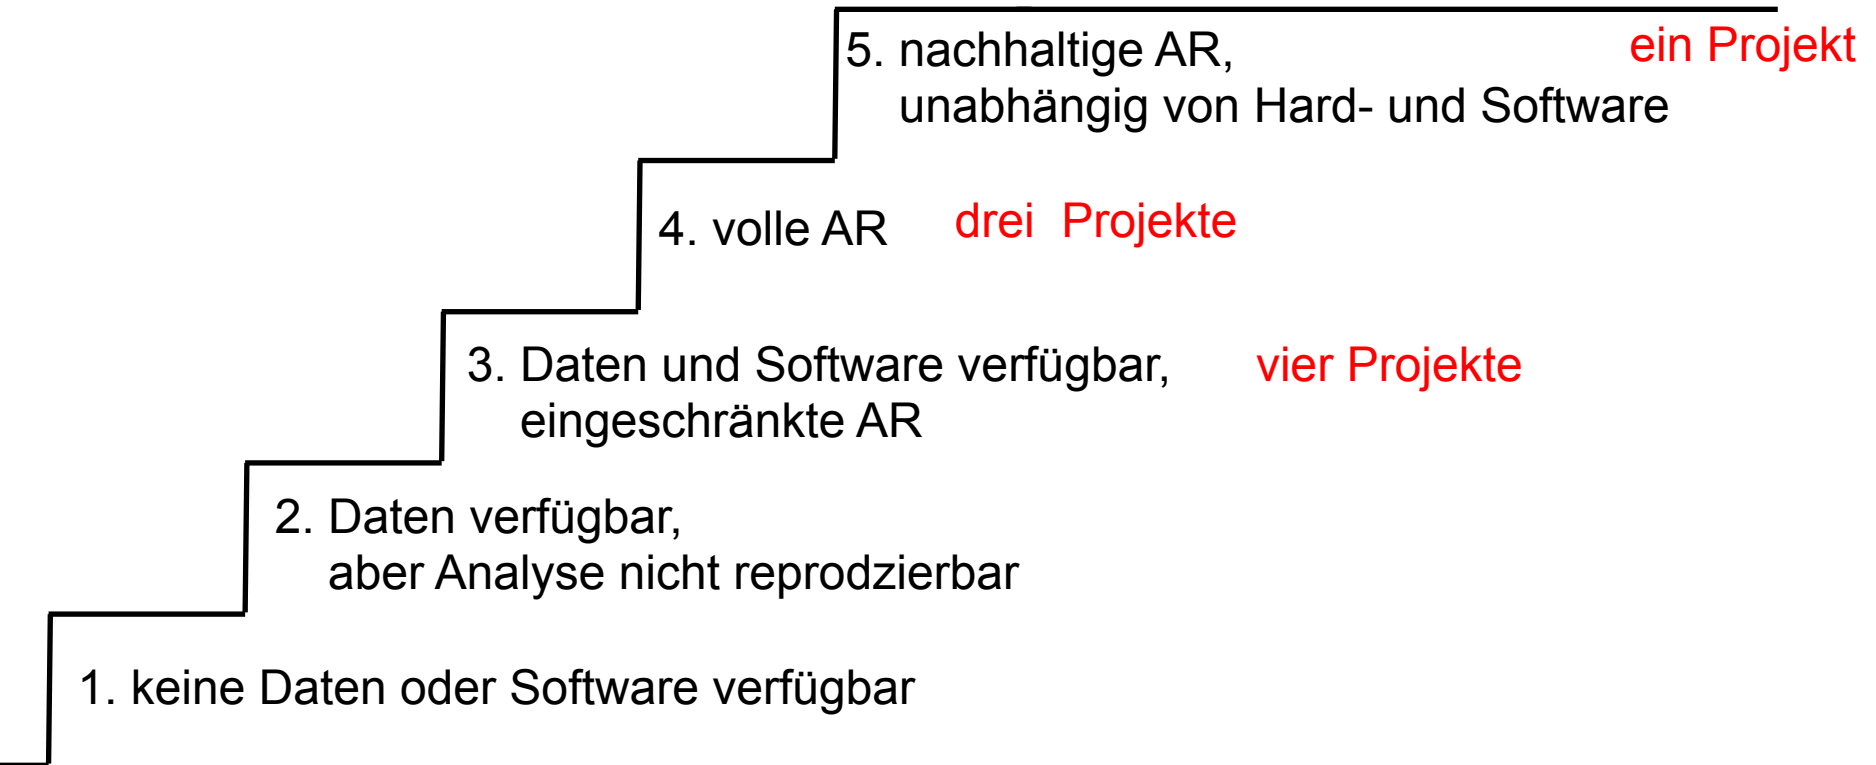 5. nachhaltige AR, ein Projekt
unabhängig von Hard- und Software
4. volle AR drei Projekte
3. Daten und Software verfügbar, vier Projekte
eingeschränkte AR
2. Daten verfügbar,
aber Analyse nicht reprodzierbar
1. keine Daten oder Software verfügbar